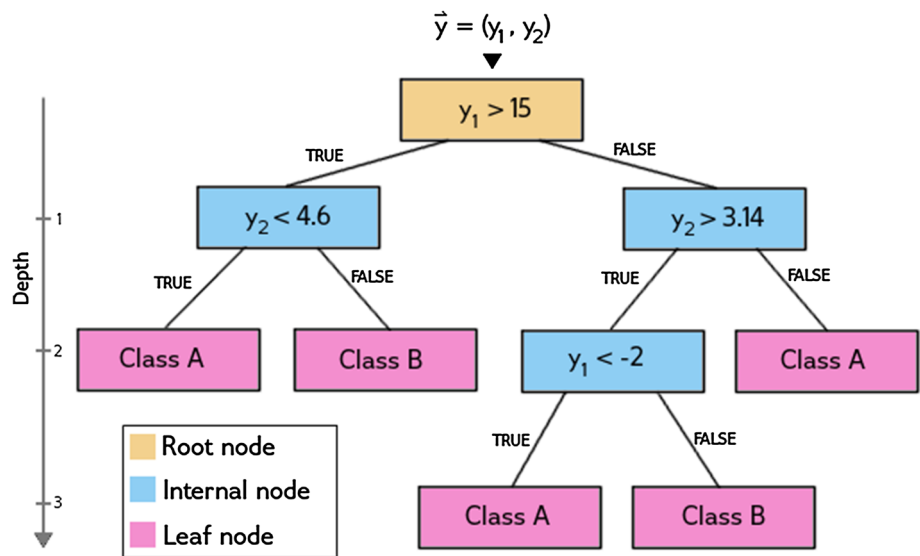 y⃗ = (y₁, y₂)
y₁ > 15
TRUE
FALSE
y₂ < 4.6
y₂ > 3.14
1
Depth
TRUE
FALSE
TRUE
FALSE
Class A
Class B
y₁ < -2
Class A
2
TRUE
FALSE
Root node
Internal node
Leaf node
Class A
Class B
3